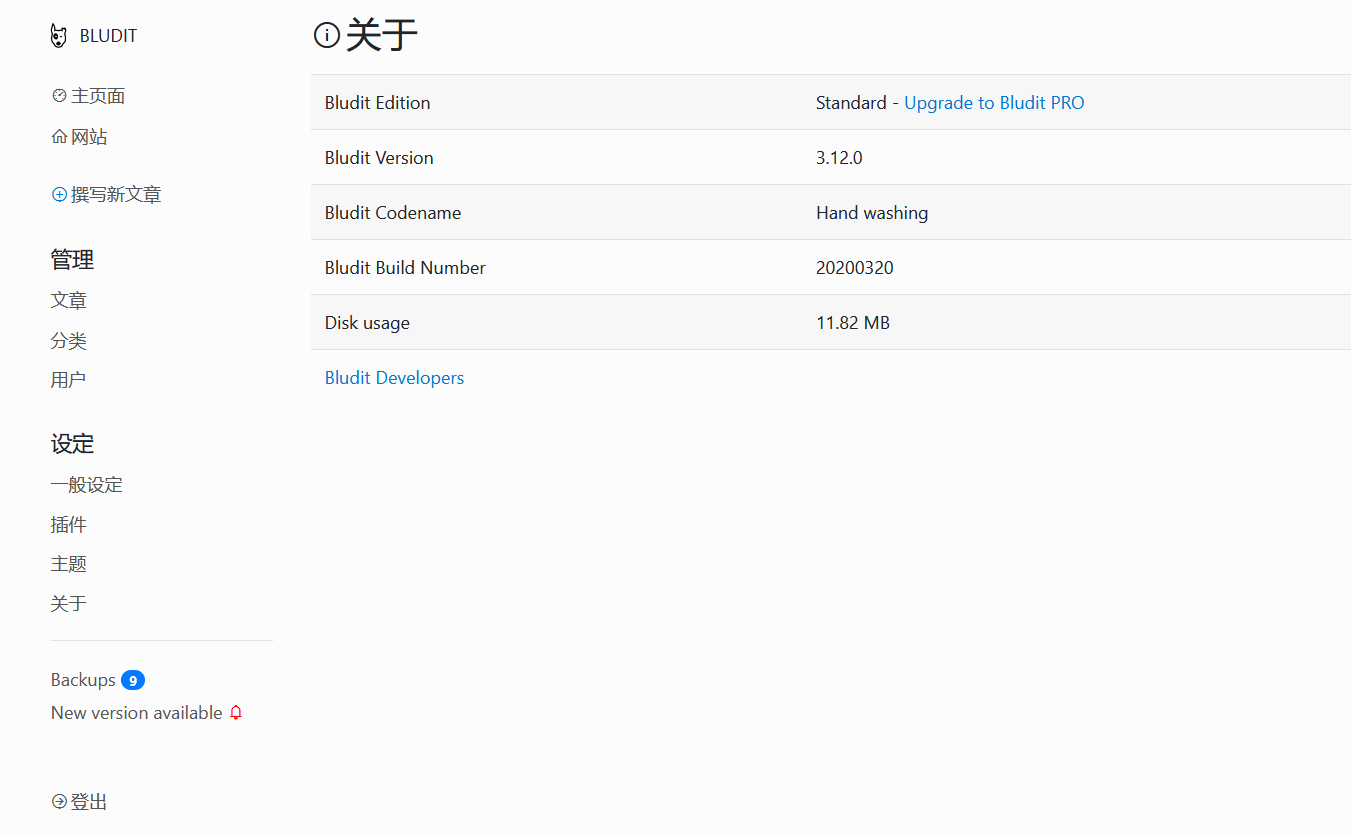 BLUDIT
主页面
网站
撰写新文章
管理
文章
分类
用户
设定
一般设定
插件
主题
关于
Backups 9
New version available
登出
关于
Bludit Edition Standard - Upgrade to Bludit PRO
Bludit Version 3.12.0
Bludit Codename Hand washing
Bludit Build Number 20200320
Disk usage 11.82 MB
Bludit Developers